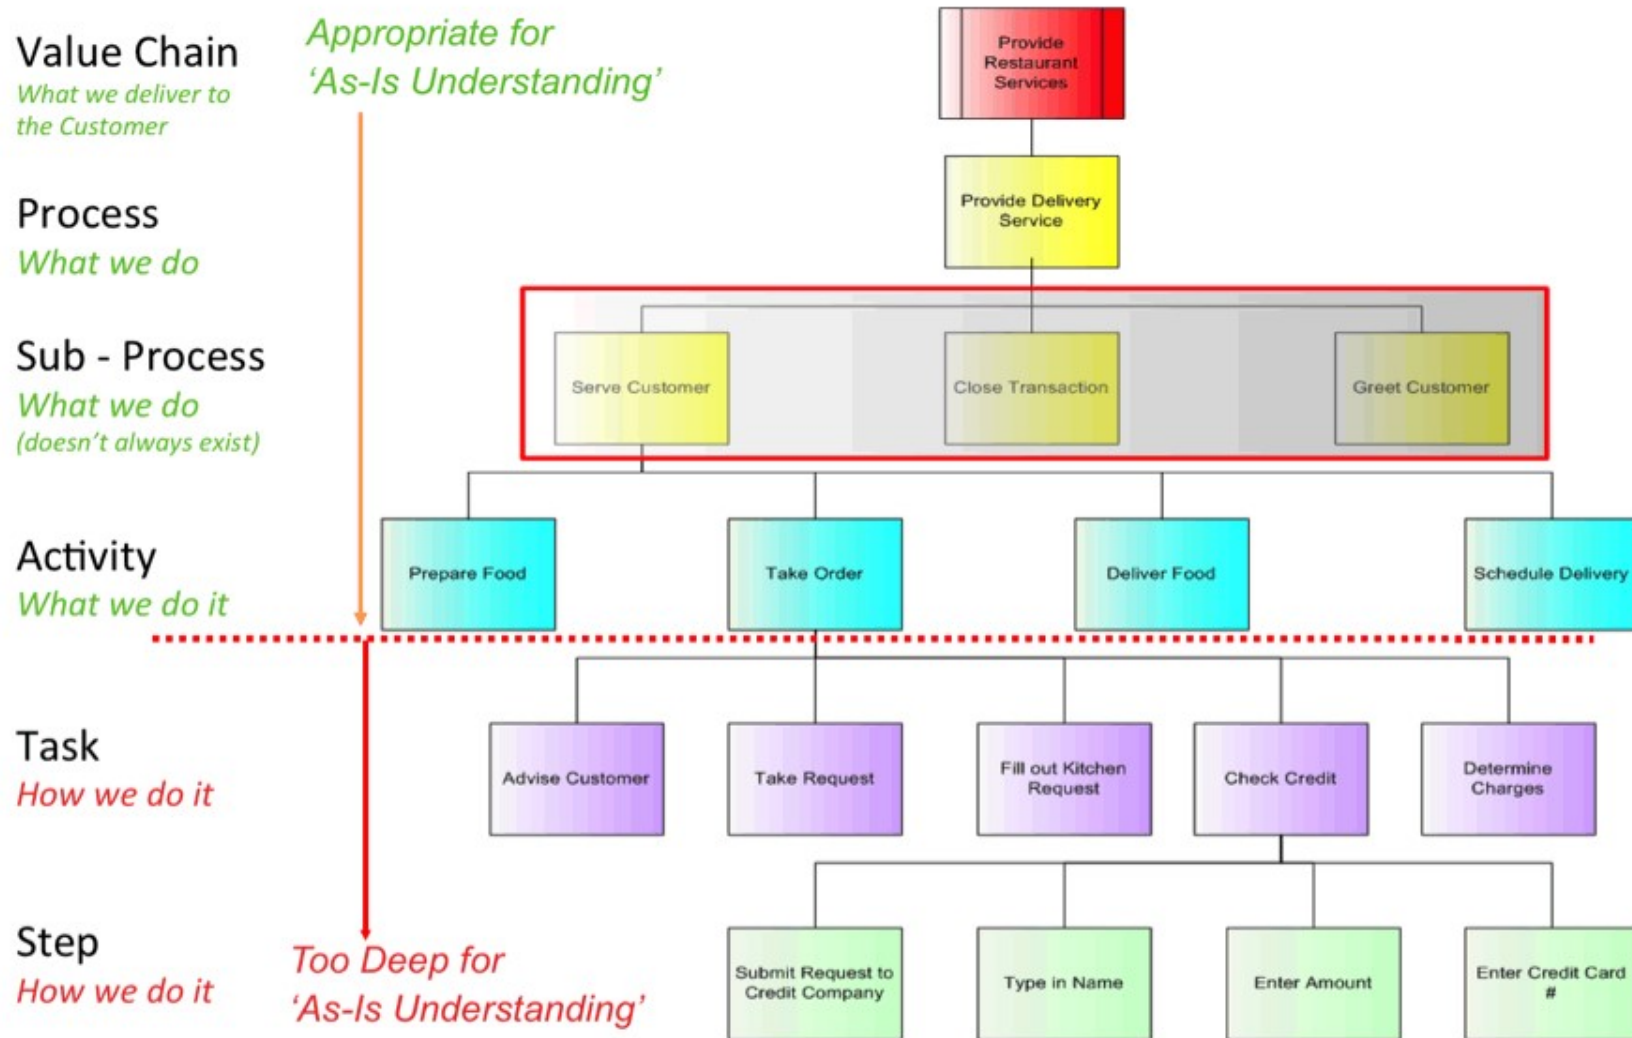 Value Chain
What we deliver to
the Customer
Appropriate for
‘As-Is Understanding’
Provide
Restaurant
Services
Process
What we do
Provide Delivery
Service
Sub - Process
What we do
(doesn’t always exist)
Serve Customer
Close Transaction
Greet Customer
Activity
What we do it
Prepare Food
Take Order
Deliver Food
Schedule Delivery
Task
How we do it
Advise Customer
Take Request
Fill out Kitchen
Request
Check Credit
Determine
Charges
Step
How we do it
Too Deep for
‘As-Is Understanding’
Submit Request to
Credit Company
Type in Name
Enter Amount
Enter Credit Card
#